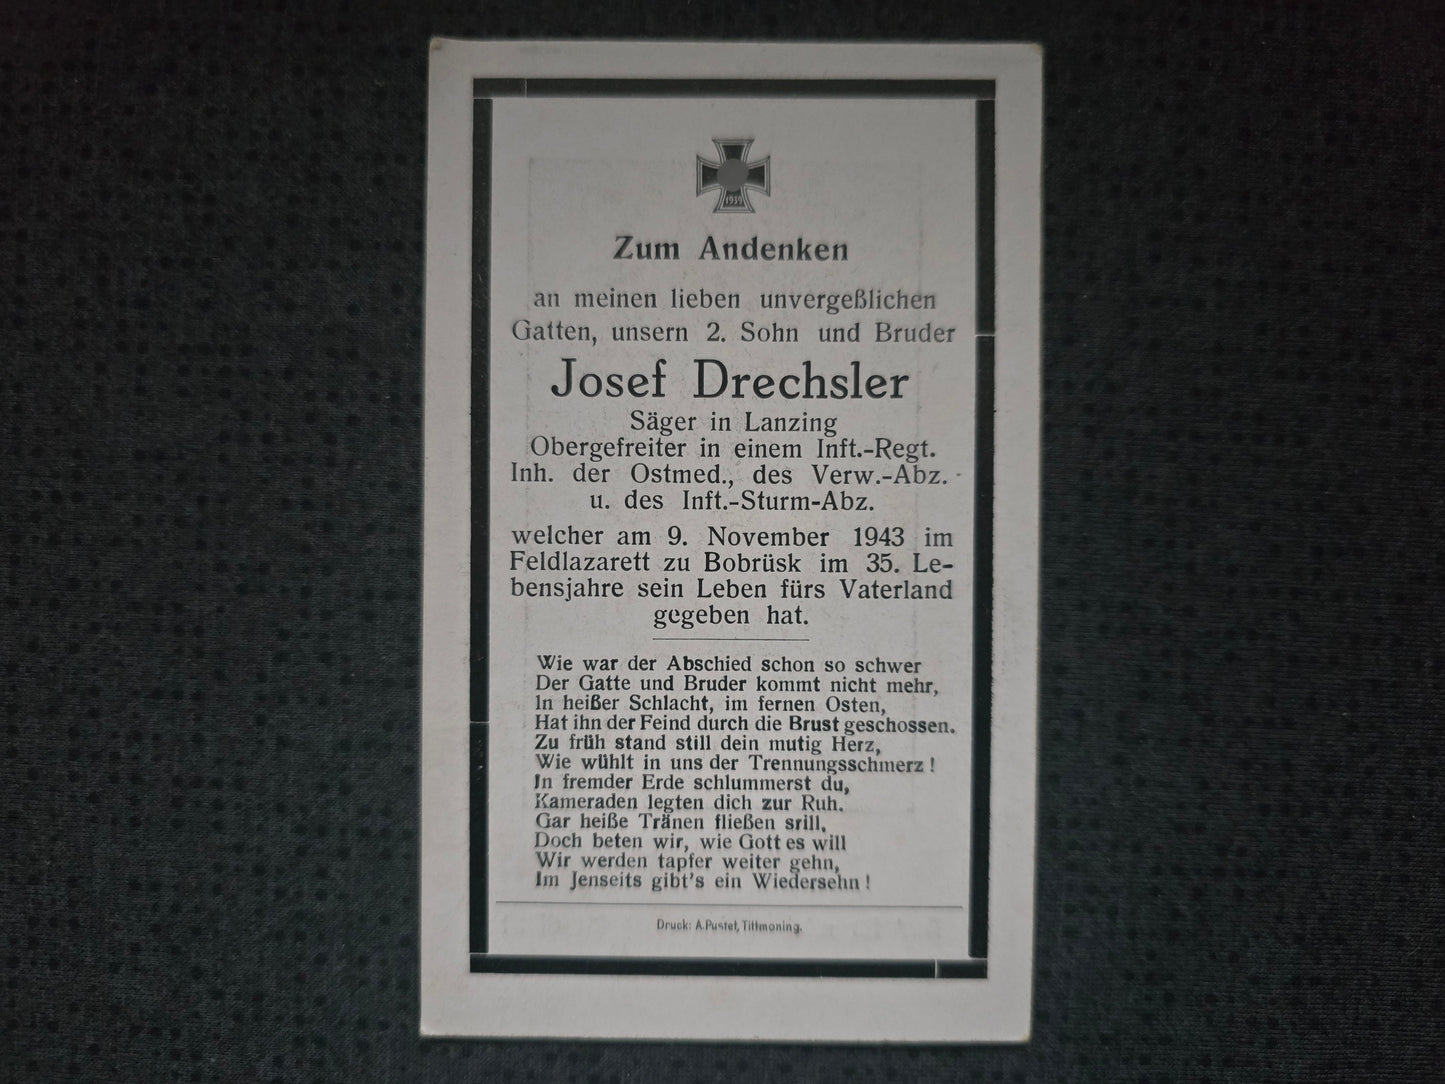 1939
Zum Andenken
an meinen lieben unvergeßlichen
Gatten, unsern 2. Sohn und Bruder
Josef Drechsler
Säger in Lanzing
Obergefreiter in einem Inft.-Regt.
Inh. der Ostmed., des Verw.-Abz.
u. des Inft.-Sturm-Abz.
welcher am 9. November 1943 im
Feldlazarett zu Bobrüsk im 35. Le-
bensjahre sein Leben fürs Vaterland
gegeben hat.
Wie war der Abschied schon so schwer
Der Gatte und Bruder kommt nicht mehr,
In heißer Schlacht, im fernen Osten,
Hat ihn der Feind durch die Brust geschossen.
Zu früh stand still dein mutig Herz,
Wie wühlt in uns der Trennungsschmerz !
In fremder Erde schlummerst du,
Kameraden legten dich zur Ruh.
Gar heiße Tränen fließen srill,
Doch beten wir, wie Gott es will
Wir werden tapfer weiter gehn,
Im Jenseits gibt's ein Wiedersehn !
Druck: A. Pustet, Tittmoning.